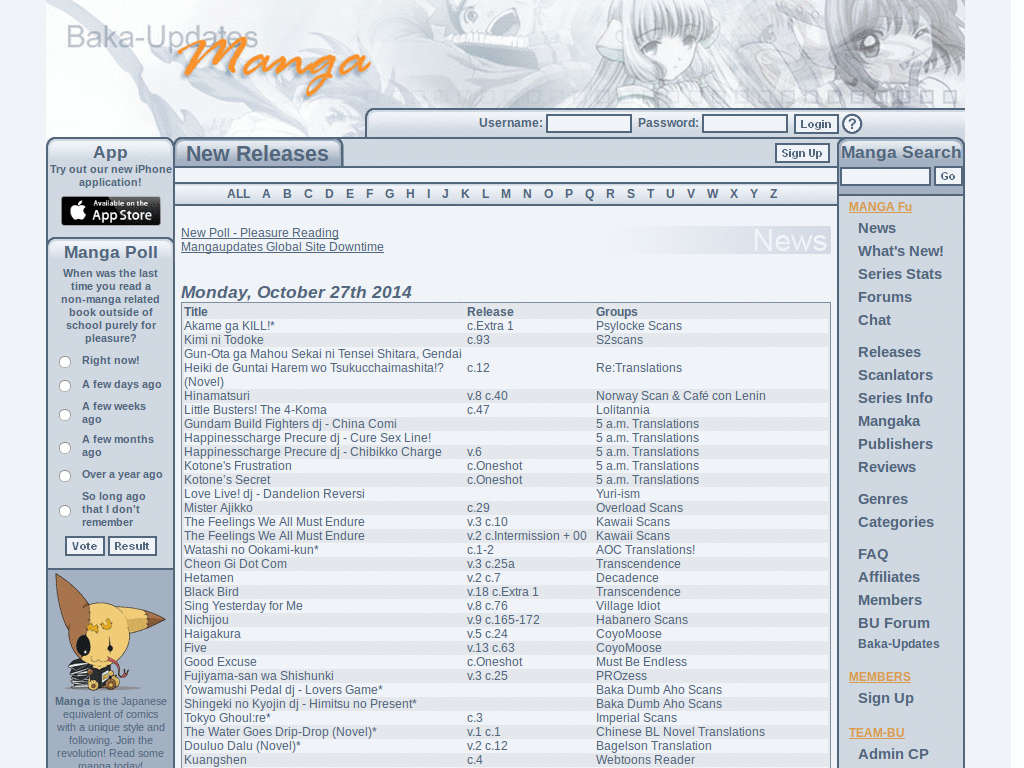 Baka-Updates
Manga
Username:
Password:
Login
?
App
Try out our new iPhone
application!
Available on the
App Store
Manga Poll
When was the last
time you read a
non-manga related
book outside of
school purely for
pleasure?
Right now!
A few days ago
A few weeks
ago
A few months
ago
Over a year ago
So long ago
that I don't
remember
Vote
Result
Manga is the Japanese
equivalent of comics
with a unique style and
following. Join the
revolution! Read some
manga today!
New Releases
Sign Up
ALL A B C D E F G H I J K L M N O P Q R S T U V W X Y Z
New Poll - Pleasure Reading
Mangaupdates Global Site Downtime
News
Monday, October 27th 2014
Title Release Groups
Akame ga KILL!* c.Extra 1 Psylocke Scans
Kimi ni Todoke c.93 S2scans
Gun-Ota ga Mahou Sekai ni Tensei Shitara, Gendai
Heiki de Guntai Harem wo Tsukucchaimashita!? c.12 Re:Translations
(Novel)
Hinamatsuri v.8 c.40 Norway Scan & Café con Lenin
Little Busters! The 4-Koma c.47 Lolitannia
Gundam Build Fighters dj - China Comi 5 a.m. Translations
Happinesscharge Precure dj - Cure Sex Line! 5 a.m. Translations
Happinesscharge Precure dj - Chibikko Charge v.6 5 a.m. Translations
Kotone's Frustration c.Oneshot 5 a.m. Translations
Kotone's Secret c.Oneshot 5 a.m. Translations
Love Live! dj - Dandelion Reversi Yuri-ism
Mister Ajikko c.29 Overload Scans
The Feelings We All Must Endure v.3 c.10 Kawaii Scans
The Feelings We All Must Endure v.2 c.Intermission + 00 Kawaii Scans
Watashi no Ookami-kun* c.1-2 AOC Translations!
Cheon Gi Dot Com v.3 c.25a Transcendence
Hetamen v.2 c.7 Decadence
Black Bird v.18 c.Extra 1 Transcendence
Sing Yesterday for Me v.8 c.76 Village Idiot
Nichijou v.9 c.165-172 Habanero Scans
Haigakura v.5 c.24 CoyoMoose
Five v.13 c.63 CoyoMoose
Good Excuse c.Oneshot Must Be Endless
Fujiyama-san wa Shishunki v.3 c.25 PROzess
Yowamushi Pedal dj - Lovers Game* Baka Dumb Aho Scans
Shingeki no Kyojin dj - Himitsu no Present* Baka Dumb Aho Scans
Tokyo Ghoul:re* c.3 Imperial Scans
The Water Goes Drip-Drop (Novel)* v.1 c.1 Chinese BL Novel Translations
Douluo Dalu (Novel)* v.2 c.12 Bagelson Translation
Kuangshen c.4 Webtoons Reader
Manga Search
Go
MANGA Fu
News
What's New!
Series Stats
Forums
Chat
Releases
Scanlators
Series Info
Mangaka
Publishers
Reviews
Genres
Categories
FAQ
Affiliates
Members
BU Forum
Baka-Updates
MEMBERS
Sign Up
TEAM-BU
Admin CP